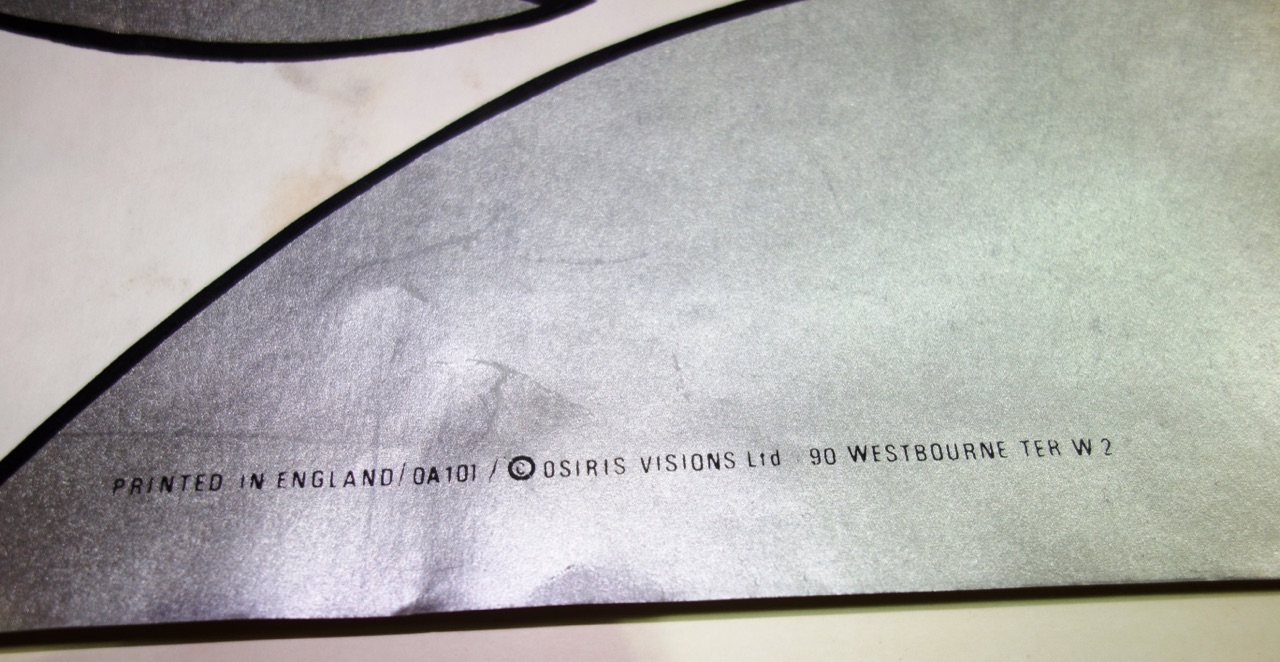 PRINTED IN ENGLAND/OA101 / © OSIRIS VISIONS Ltd 90 WESTBOURNE TER W2